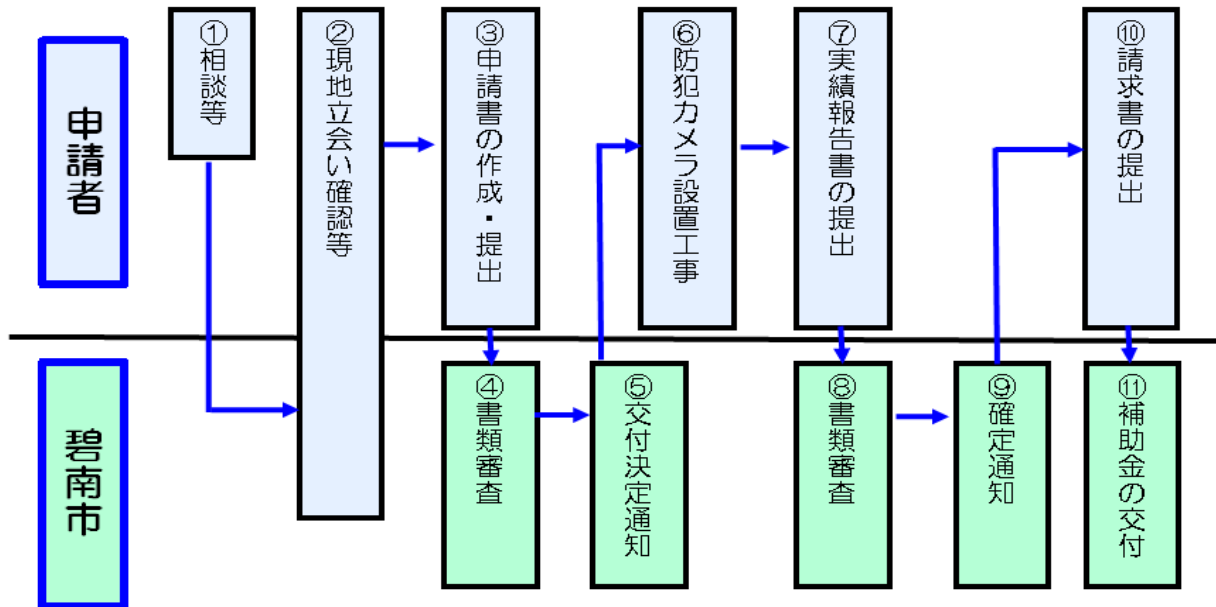 申請者
①相談等
②現地立会い確認等
③申請書の作成・提出
⑥防犯カメラ設置工事
⑦実績報告書の提出
⑩請求書の提出
碧南市
④書類審査
⑤交付決定通知
⑧書類審査
⑨確定通知
⑪補助金の交付